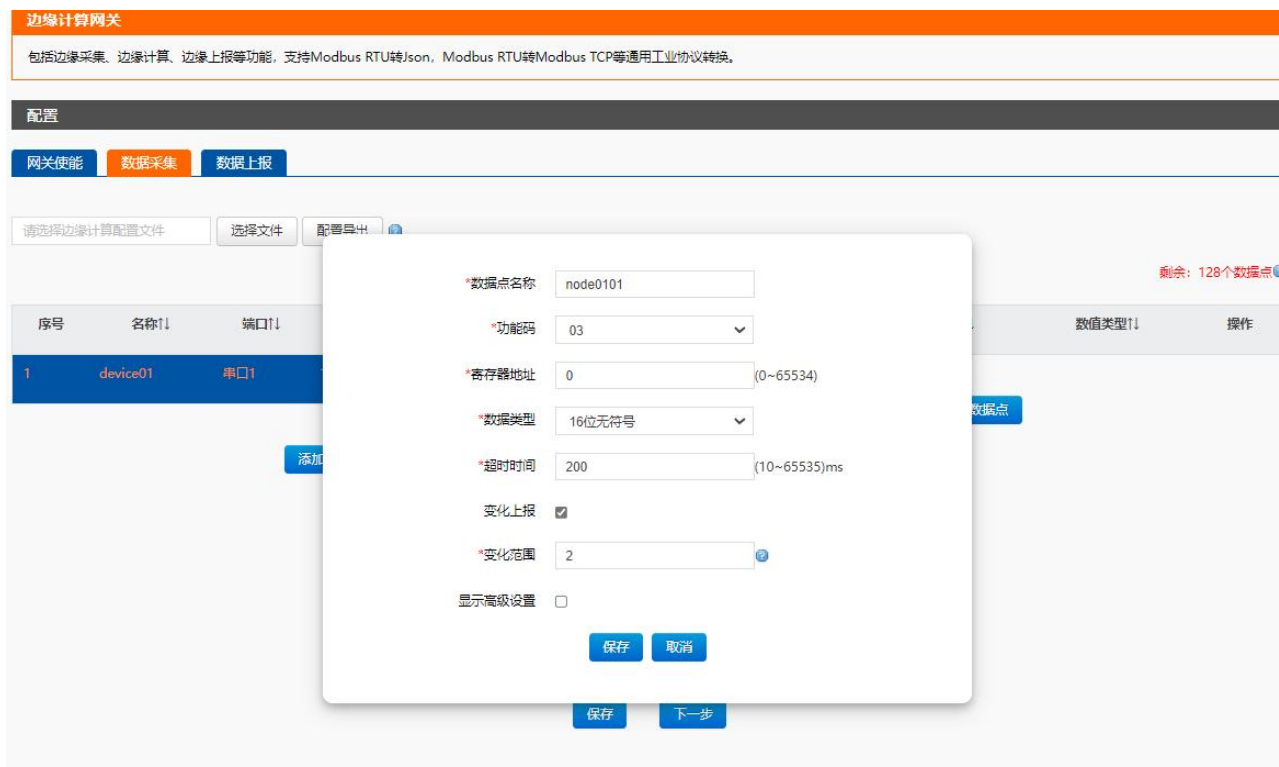 边缘计算网关
包括边缘采集、边缘计算、边缘上报等功能，支持Modbus RTU转Json，Modbus RTU转Modbus TCP等通用工业协议转换。
配置
网关使能 数据采集 数据上报
请选择边缘计算配置文件 选择文件 配置导出
剩余：128个数据点
序号 名称↑↓ 端口↑↓ 数值类型↑↓ 操作
1 device01 串口1
数据点
添加
*数据点名称 node0101
*功能码 03
*寄存器地址 0 (0~65534)
*数据类型 16位无符号
*超时时间 200 (10~65535)ms
变化上报
*变化范围 2
显示高级设置
保存 取消
保存 下一步